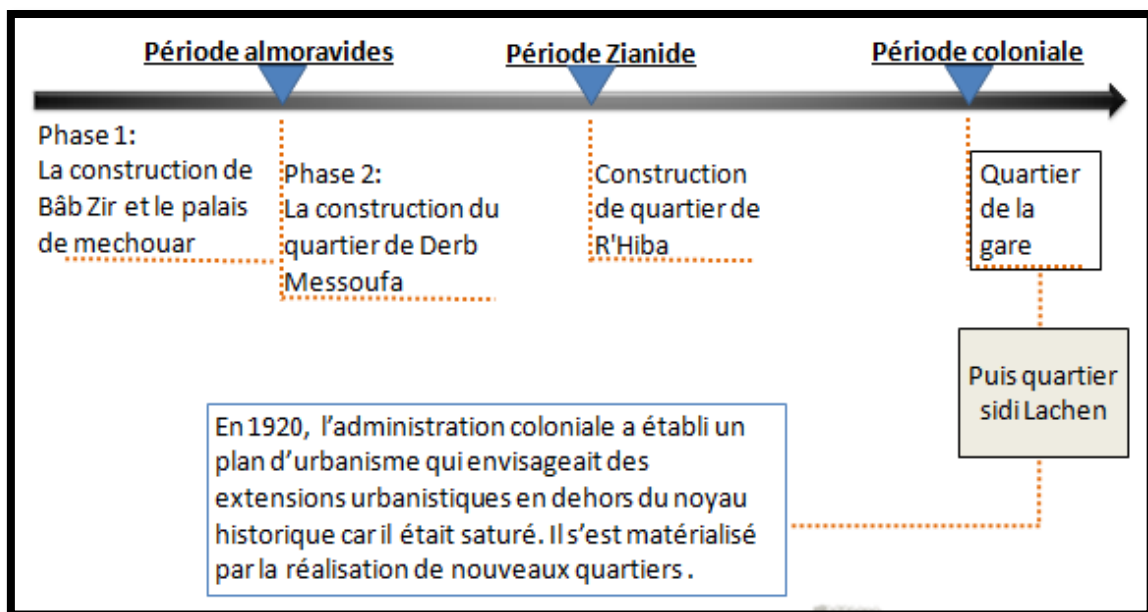 Période almoravides
Période Zianide
Période coloniale
Phase 1:
La construction de
Bâb Zir et le palais
de mechouar
Phase 2:
La construction du
quartier de Derb
Messoufa
Construction
de quartier de
R'Hiba
Quartier
de la
gare
Puis quartier
sidi Lachen
En 1920, l’administration coloniale a établi un
plan d’urbanisme qui envisageait des
extensions urbanistiques en dehors du noyau
historique car il était saturé. Il s’est matérialisé
par la réalisation de nouveaux quartiers .